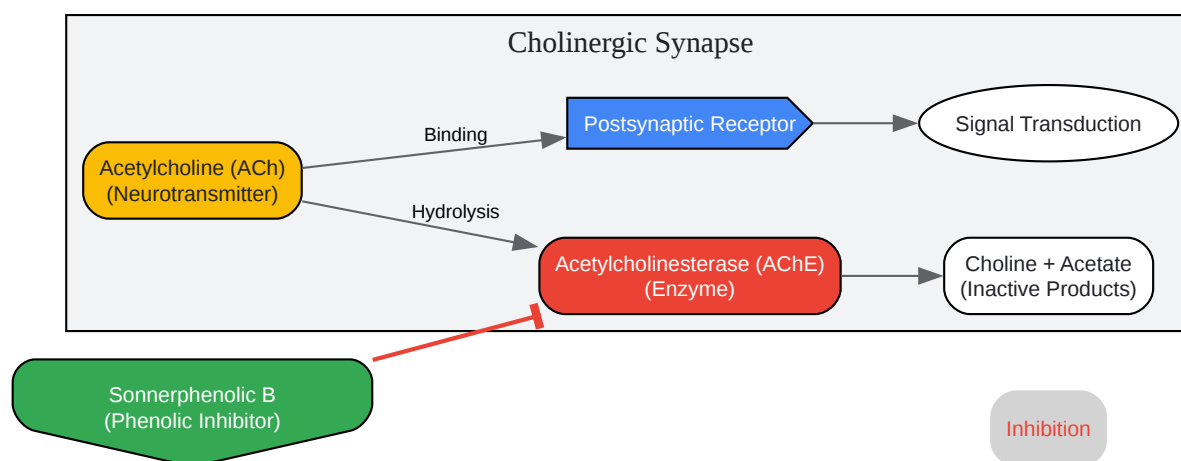 Cholinergic Synapse
Binding
Postsynaptic Receptor
Signal Transduction
Acetylcholine (ACh)
(Neurotransmitter)
Hydrolysis
Acetylcholinesterase (AChE)
(Enzyme)
Choline + Acetate
(Inactive Products)
Sonnerphenolic B
(Phenolic Inhibitor)
Inhibition